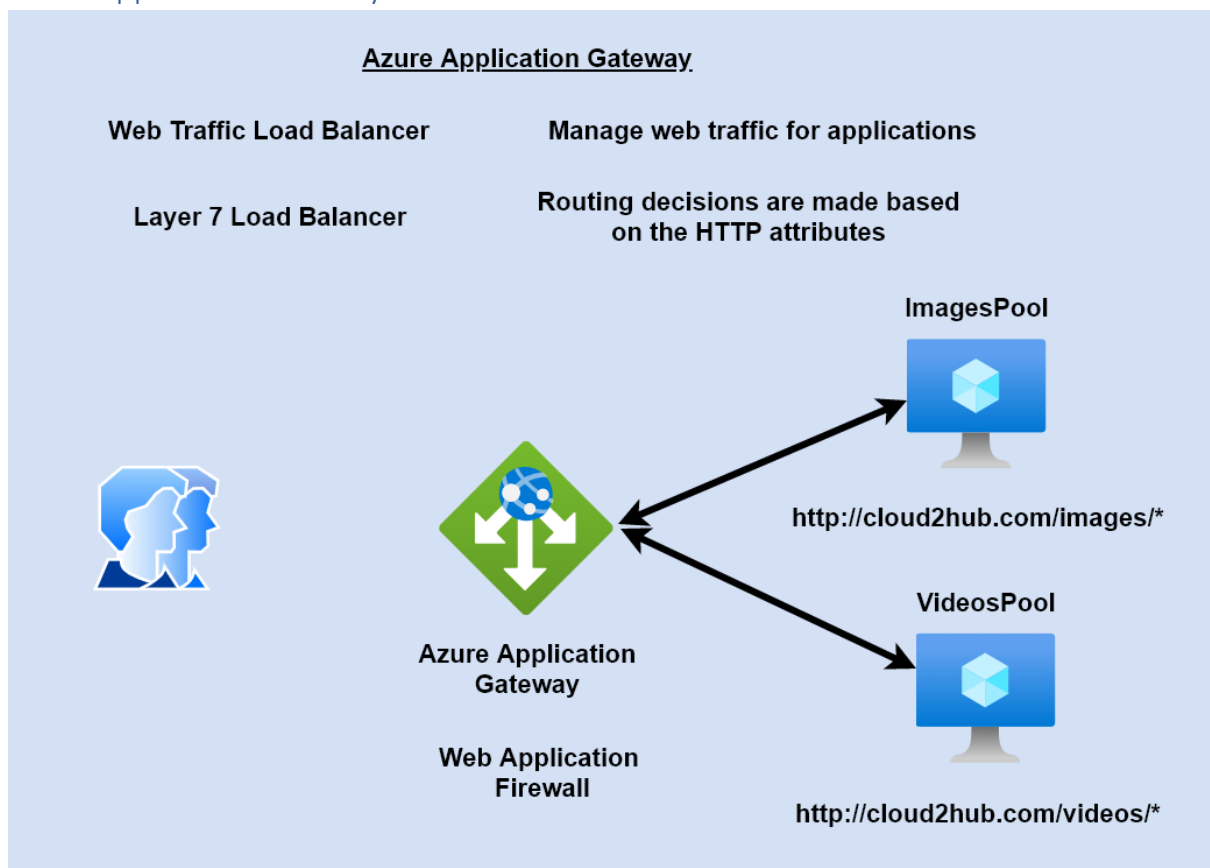 Azure Application Gateway
Web Traffic Load Balancer
Manage web traffic for applications
Layer 7 Load Balancer
Routing decisions are made based
on the HTTP attributes
ImagesPool
http://cloud2hub.com/images/*
VideosPool
Azure Application
Gateway
Web Application
Firewall
http://cloud2hub.com/videos/*